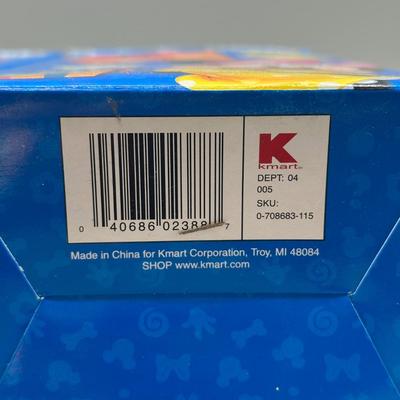 0 40686 02388 7
K
kmart
DEPT: 04
005
SKU:
0-708683-115
Made in China for Kmart Corporation, Troy, MI 48084
SHOP www.kmart.com